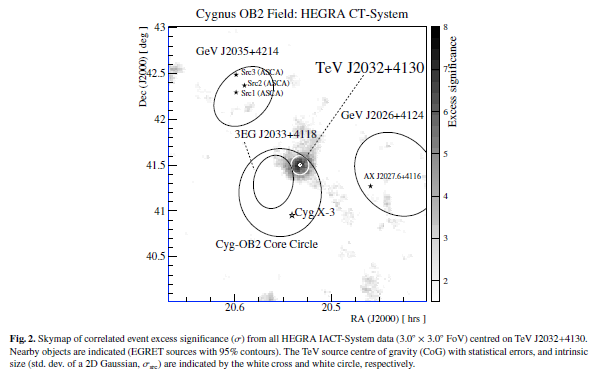 Cygnus OB2 Field: HEGRA CT-System
43
8
GeV J2035+4214
Src3 (ASCA)
42.5
TeV J2032+4130
7
Src2 (ASCA)
Src1 (ASCA)
Dec (J2000) [ deg ]
Excess significance
6
42
GeV J2026+4124
3EG J2033+4118
5
41.5
AX J2027.6+4116
4
41
Cyg X-3
3
Cyg-OB2 Core Circle
40.5
2
20.6
20.5
RA (J2000) [ hrs ]
Fig. 2. Skymap of correlated event excess significance (σ) from all HEGRA IACT-System data (3.0° × 3.0° FoV) centred on TeV J2032+4130.
Nearby objects are indicated (EGRET sources with 95% contours). The TeV source centre of gravity (CoG) with statistical errors, and intrinsic
size (std. dev. of a 2D Gaussian, σsrc) are indicated by the white cross and white circle, respectively.